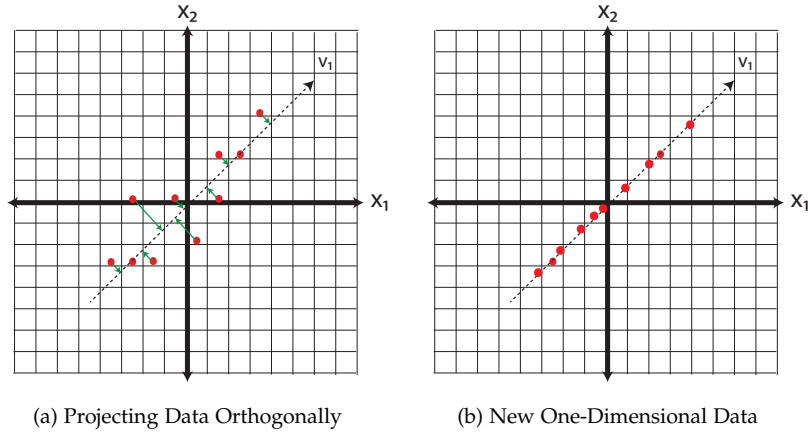 X2
v1
X1
(a) Projecting Data Orthogonally
X2
v1
X1
(b) New One-Dimensional Data